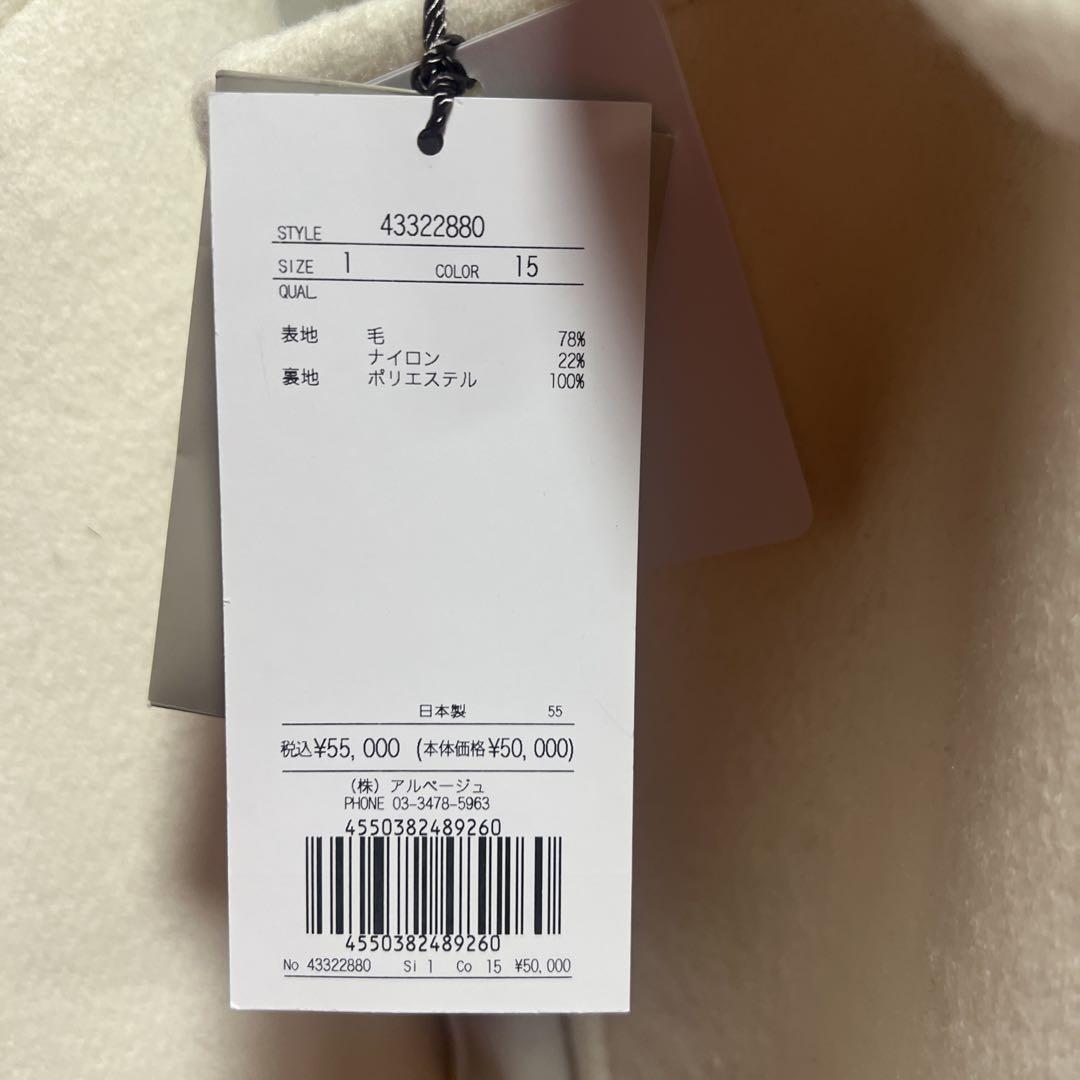 STYLE 43322880
SIZE 1 COLOR 15
QUAL
表地 毛 78%
ナイロン 22%
裏地 ポリエステル 100%
日本製 55
税込¥55,000 (本体価格¥50,000)
(株) アルページュ
PHONE 03-3478-5963
4550382489260
4550382489260
No 43322880 Si 1 Co 15 ¥50,000